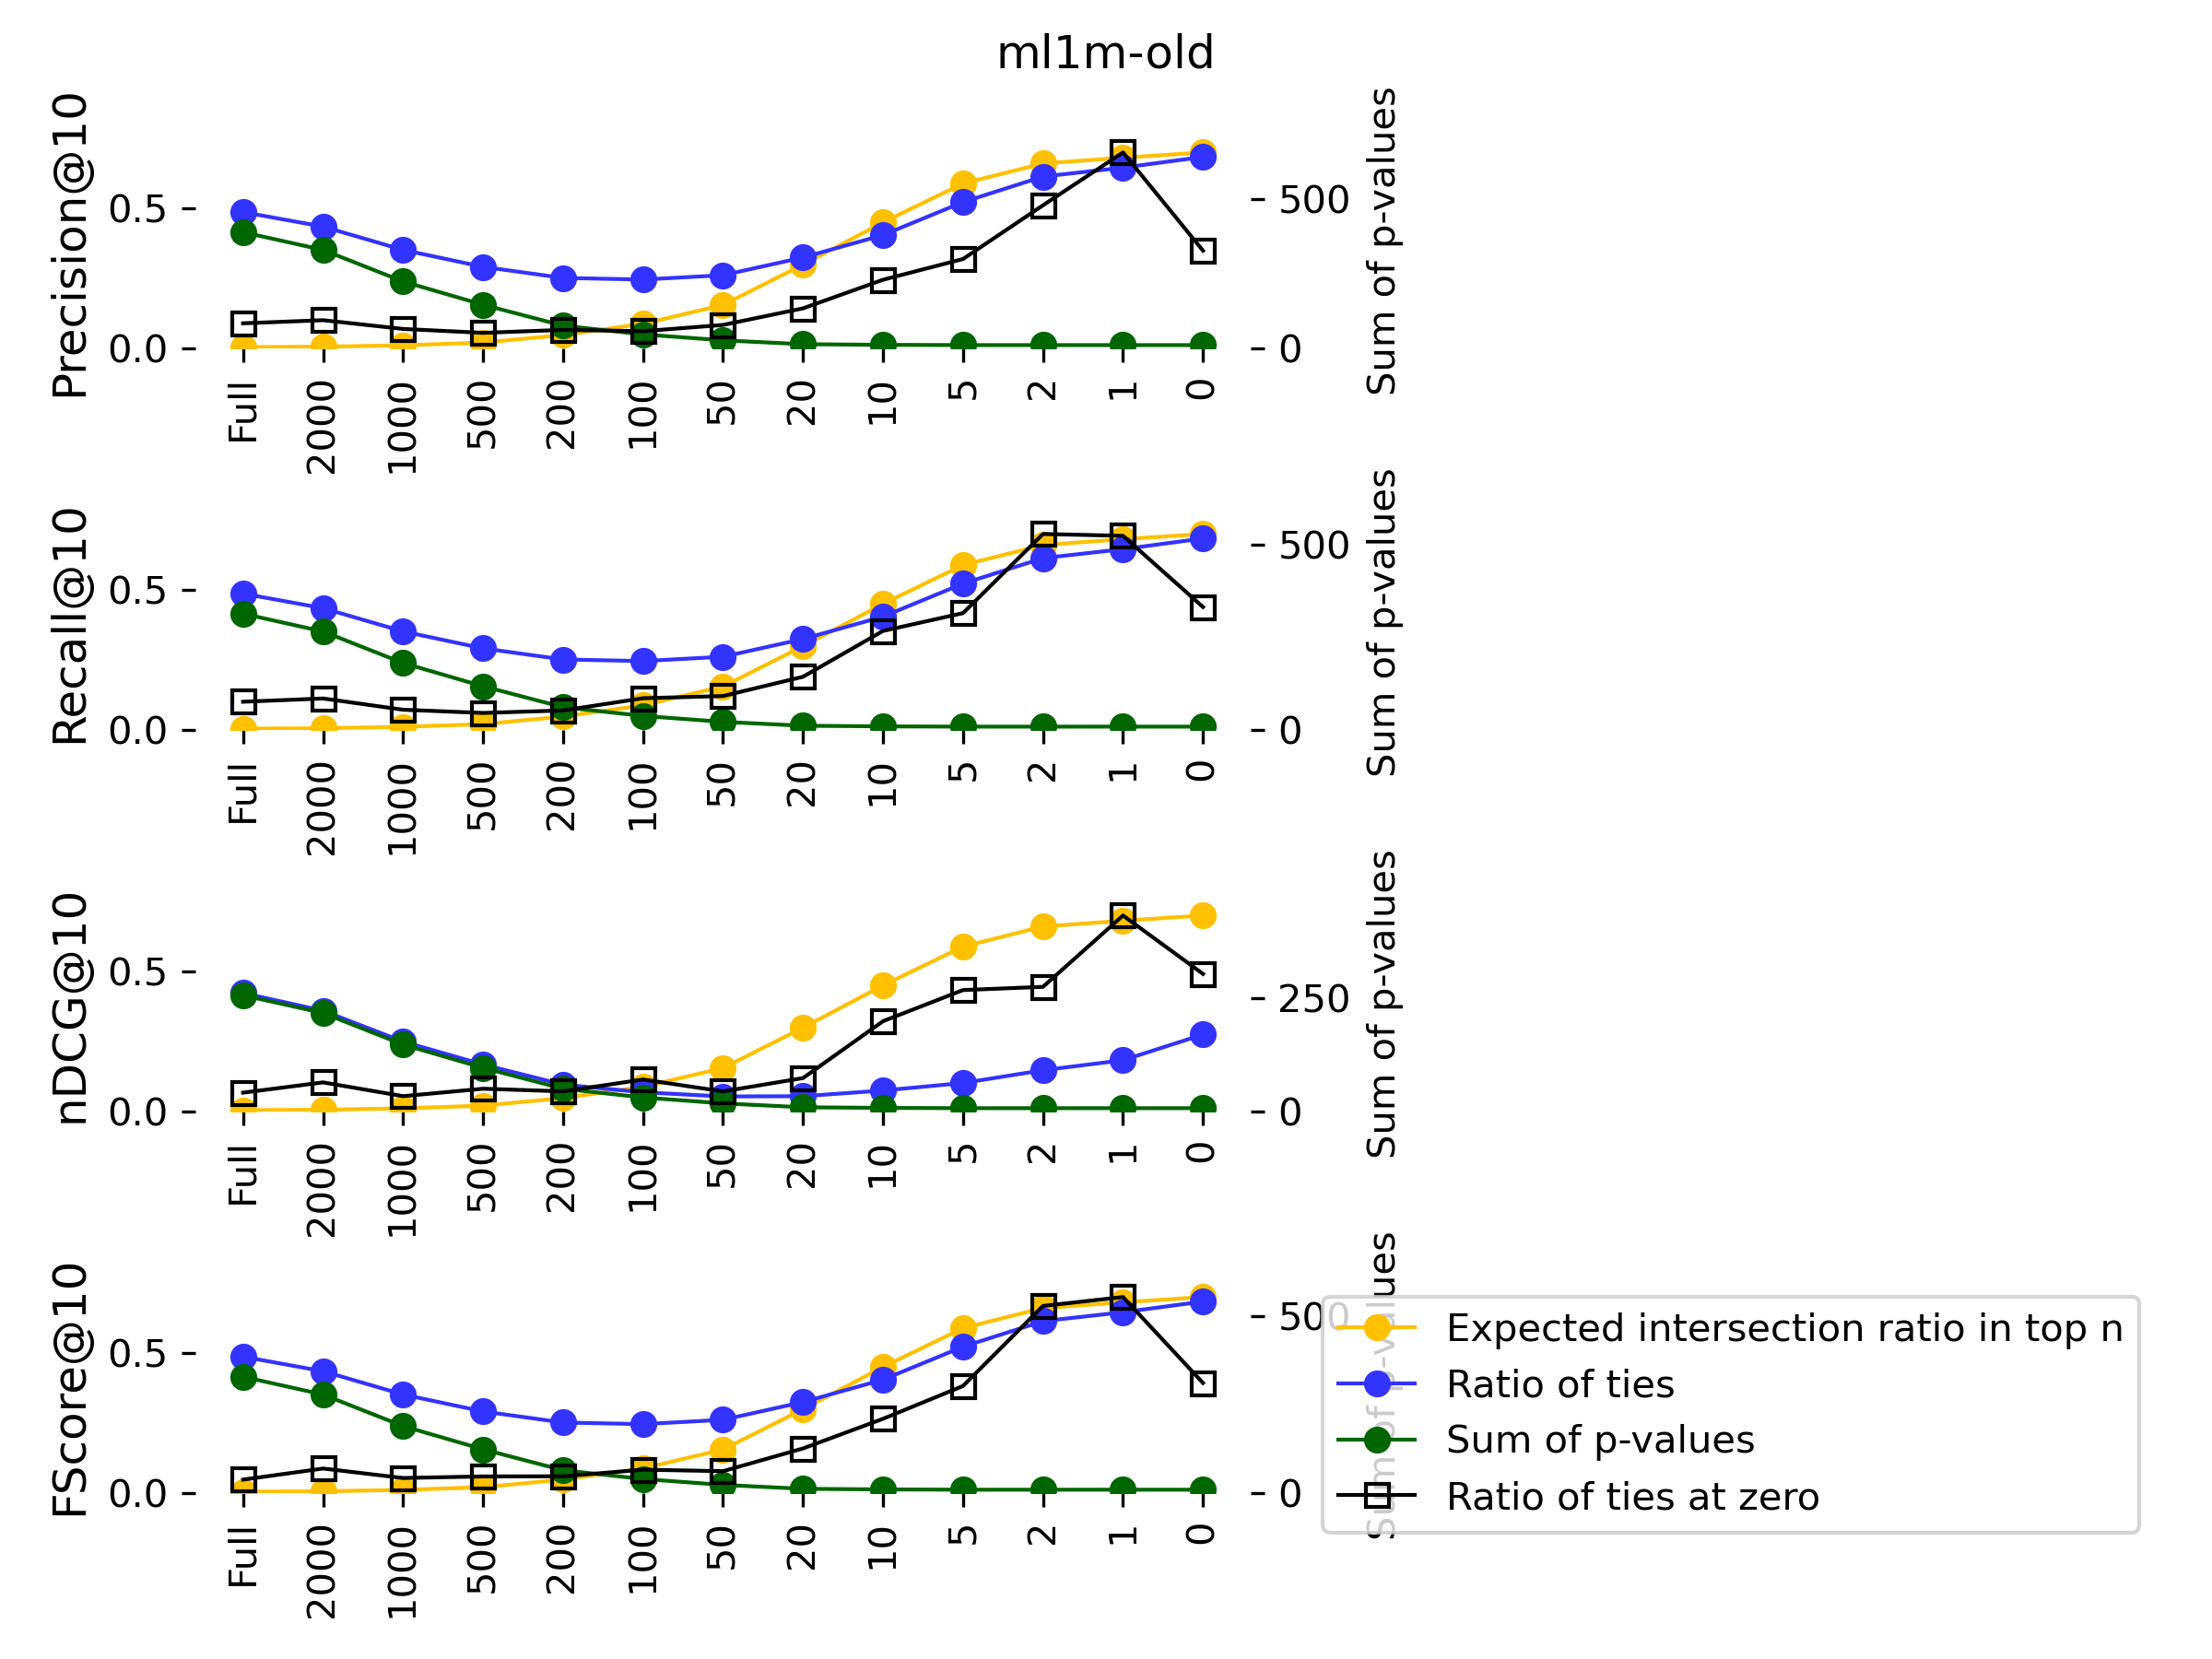 ml1m-old
Precision@10
0.5
0.0
500
0
Sum of p-values
Full 2000 1000 500 200 100 50 20 10 5 2 1 0
Recall@10
0.5
0.0
500
0
Sum of p-values
Full 2000 1000 500 200 100 50 20 10 5 2 1 0
nDCG@10
0.5
0.0
250
0
Sum of p-values
Full 2000 1000 500 200 100 50 20 10 5 2 1 0
FScore@10
0.5
0.0
500
0
Sum of p-values
Full 2000 1000 500 200 100 50 20 10 5 2 1 0
Expected intersection ratio in top n
Ratio of ties
Sum of p-values
Ratio of ties at zero